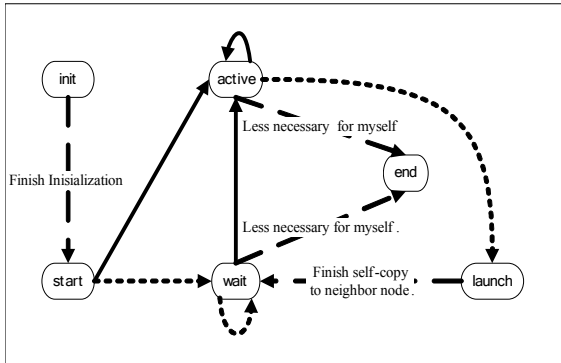 init
active
Less necessary for myself
Finish Inisialization
end
Less necessary for myself .
start
wait
Finish self-copy
to neighbor node .
launch